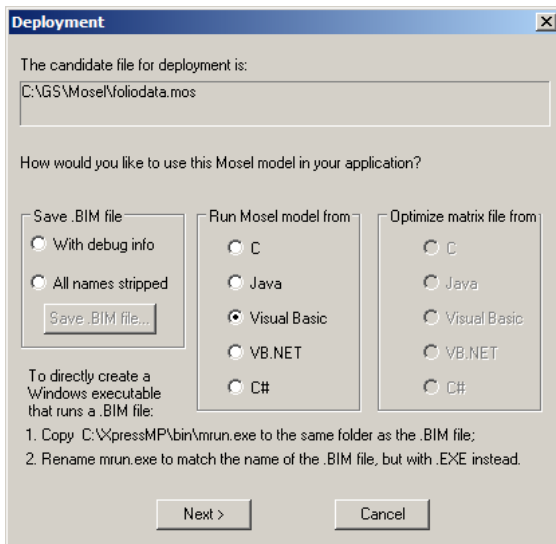 Deployment
The candidate file for deployment is:
C:\GS\Mosel\foliodata.mos
How would you like to use this Mosel model in your application?
Save .BIM file
With debug info
All names stripped
Save .BIM file...
To directly create a
Windows executable
that runs a .BIM file:
Run Mosel model from
C
Java
Visual Basic
VB.NET
C#
Optimize matrix file from
C
Java
Visual Basic
VB.NET
C#
1. Copy C:\XpressMP\bin\mrun.exe to the same folder as the .BIM file;
2. Rename mrun.exe to match the name of the .BIM file, but with .EXE instead.
Next >
Cancel